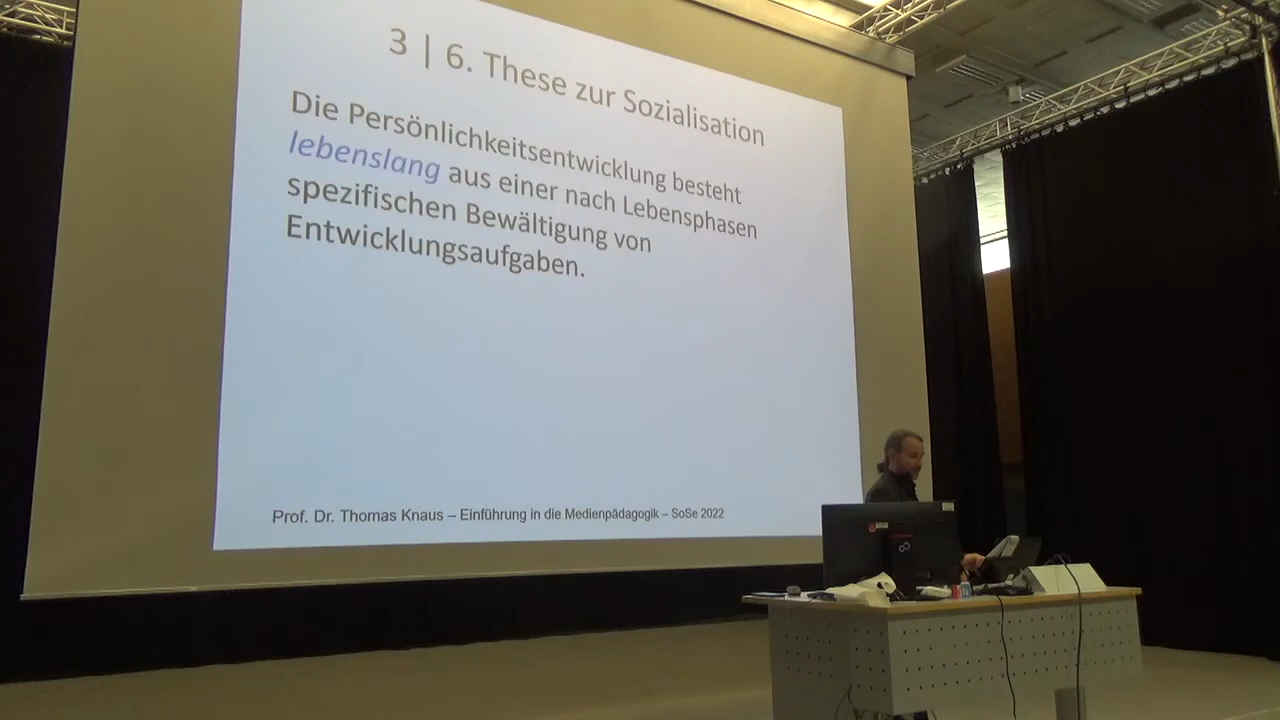 3 | 6. These zur Sozialisation
Die Persönlichkeitsentwicklung besteht
lebenslang aus einer nach Lebensphasen
spezifischen Bewältigung von
Entwicklungsaufgaben.
Prof. Dr. Thomas Knaus – Einführung in die Medienpädagogik – SoSe 2022